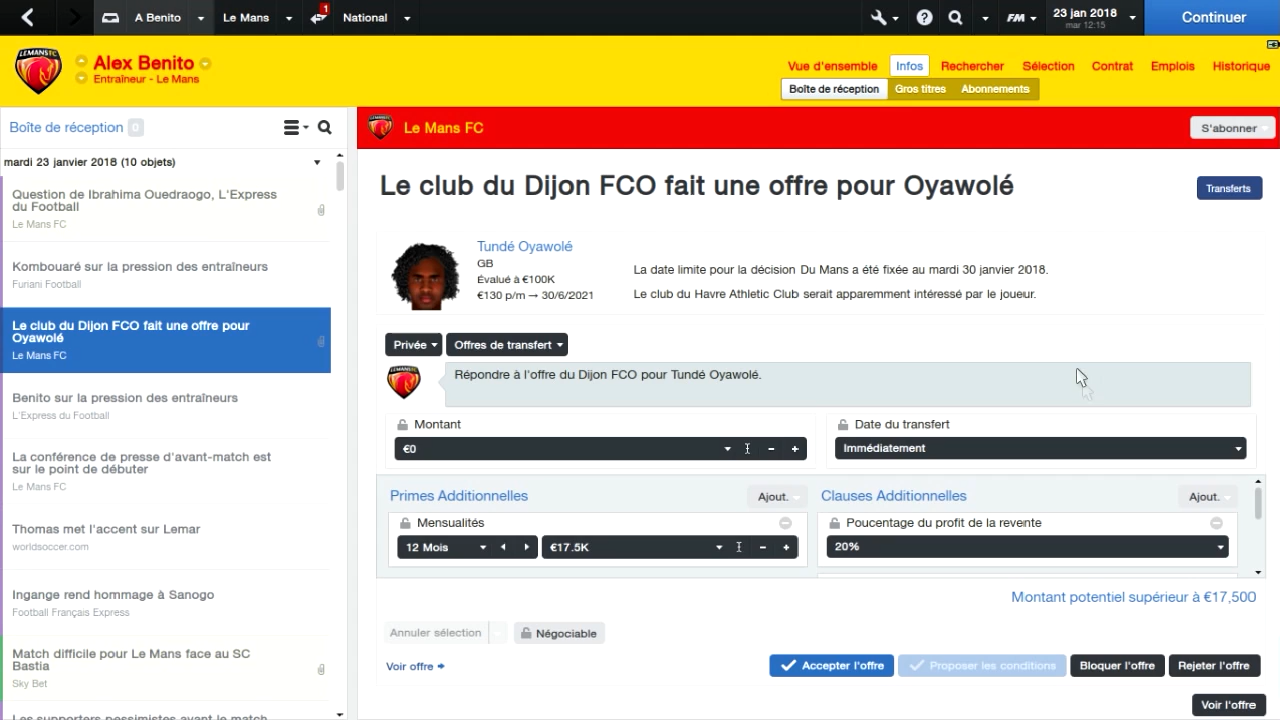 A Benito
Le Mans
1
National
FM
23 jan 2018
mar 12:15
Continuer
LEMANSFC
Alex Benito
Entraîneur - Le Mans
Vue d'ensemble
Infos
Rechercher
Sélection
Contrat
Emplois
Historique
Boîte de réception
Gros titres
Abonnements
Boîte de réception 0
mardi 23 janvier 2018 (10 objets)
Question de Ibrahima Ouedraogo, L'Express
du Football
Le Mans FC
Kombouaré sur la pression des entraîneurs
Furiani Football
Le club du Dijon FCO fait une offre pour
Oyawolé
Le Mans FC
Benito sur la pression des entraîneurs
L'Express du Football
La conférence de presse d'avant-match est
sur le point de débuter
Le Mans FC
Thomas met l'accent sur Lemar
worldsoccer.com
Ingange rend hommage à Sanogo
Football Français Express
Match difficile pour Le Mans face au SC
Bastia
Sky Bet
Les supporters pessimistes avant le match
Le Mans FC
S'abonner
Le club du Dijon FCO fait une offre pour Oyawolé
Transferts
Tundé Oyawolé
GB
Évalué à €100K
€130 p/m → 30/6/2021
La date limite pour la décision Du Mans a été fixée au mardi 30 janvier 2018.
Le club du Havre Athletic Club serait apparemment intéressé par le joueur.
Privée
Offres de transfert
LEMANSFC
Répondre à l'offre du Dijon FCO pour Tundé Oyawolé.
Montant
€0
Date du transfert
Immédiatement
Primes Additionnelles
Ajout.
Mensualités
12 Mois
€17.5K
Clauses Additionnelles
Ajout.
Poucentage du profit de la revente
20%
Montant potentiel supérieur à €17,500
Annuler sélection
Négociable
Voir offre
Accepter l'offre
Proposer les conditions
Bloquer l'offre
Rejeter l'offre
Voir l'offre